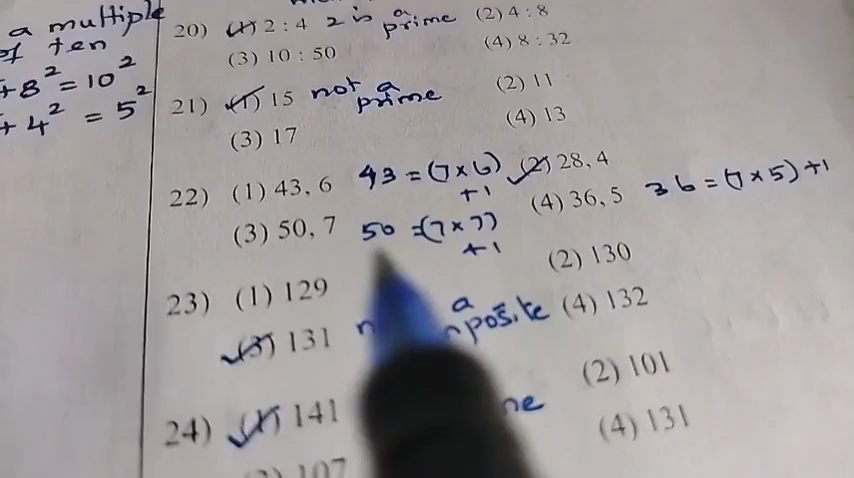 a multiple
of ten
+8² = 10²
+4² = 5²
20) (1) 2 : 4 2 is a prime (2) 4 : 8
(3) 10 : 50 (4) 8 : 32
21) (1) 15 not a prime (2) 11
(3) 17 (4) 13
22) (1) 43, 6 43 = (7×6) +1 (2) 28, 4
(3) 50, 7 50 = (7×7) +1 (4) 36, 5 36 = (7×5)+1
23) (1) 129 (2) 130
(3) 131 a (4) 132
24) (1) 141 (2) 101
107 (4) 131